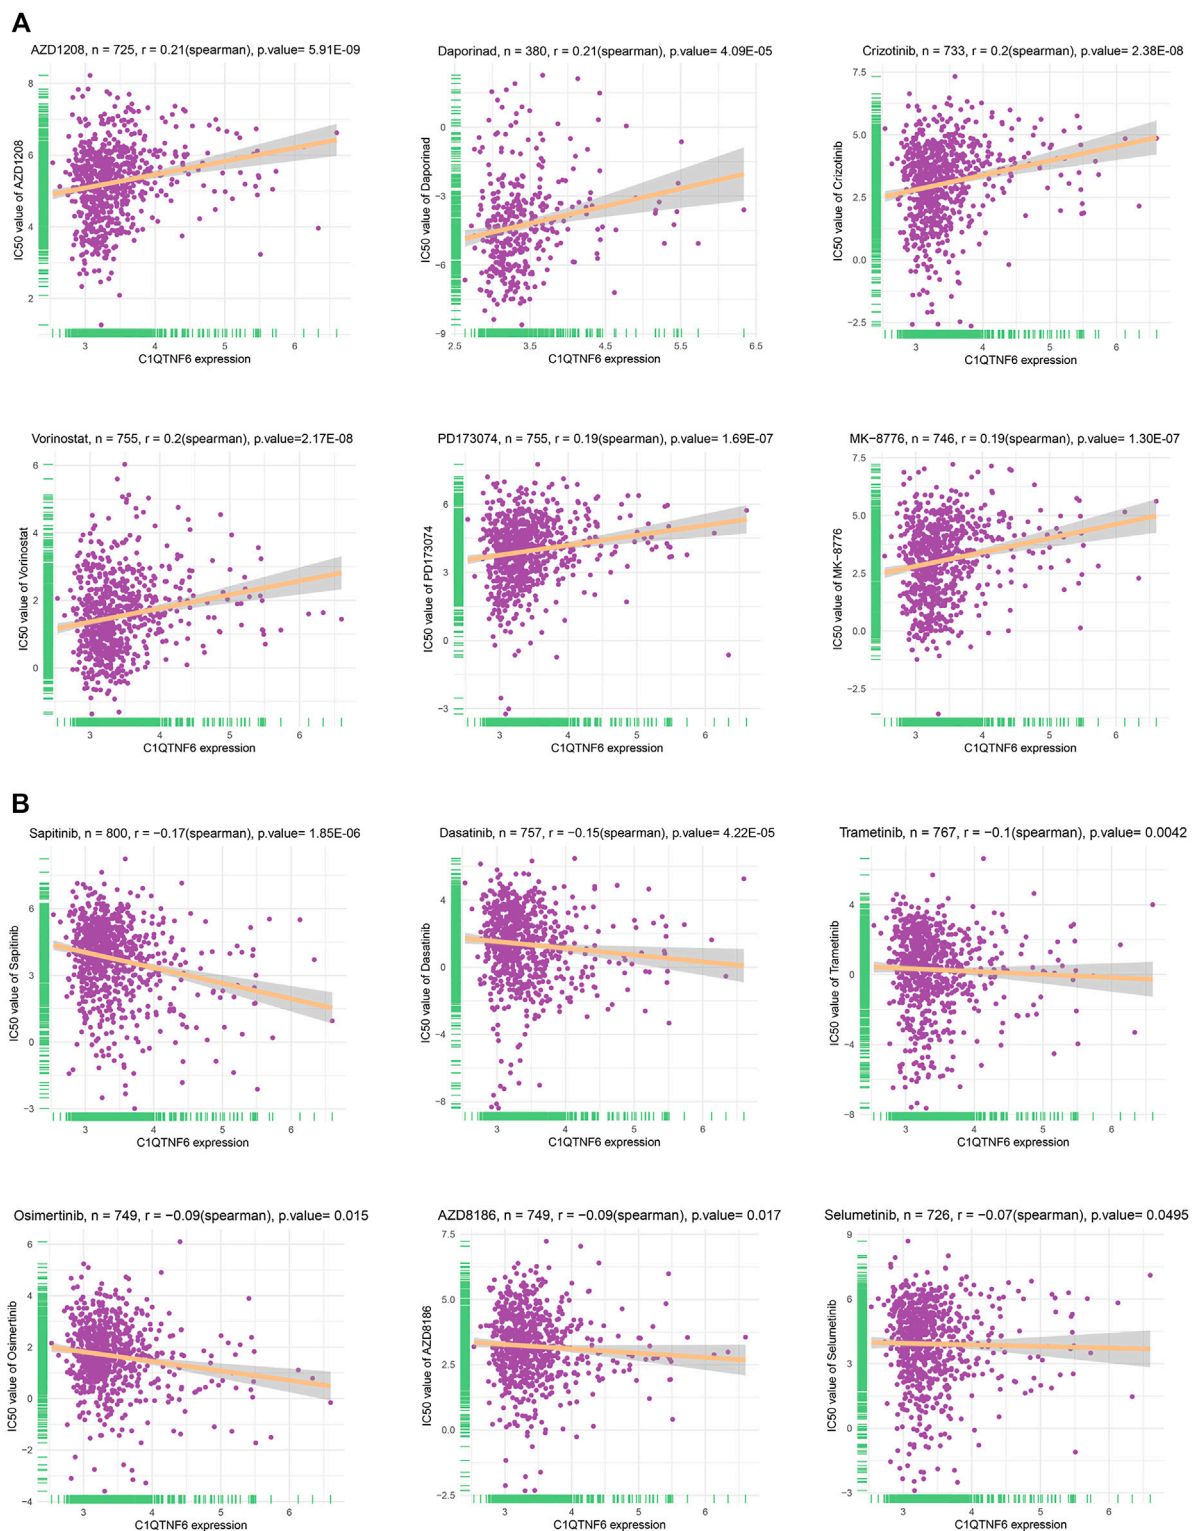 A
AZD1208, n = 725, r = 0.21(spearman), p.value= 5.91E-09
IC50 value of AZD1208
8
6
4
2
3
4
5
6
C1QTNF6 expression
Daporinad, n = 380, r = 0.21(spearman), p.value= 4.09E-05
IC50 value of Daporinad
0
−3
−6
−9
2.5
3.5
4.5
5.5
6.5
C1QTNF6 expression
Crizotinib, n = 733, r = 0.2(spearman), p.value= 2.38E-08
IC50 value of Crizotinib
7.5
5.0
2.5
0.0
−2.5
3
4
5
6
C1QTNF6 expression
Vorinostat, n = 755, r = 0.2(spearman), p.value=2.17E-08
IC50 value of Vorinostat
6
4
2
0
3
4
5
6
C1QTNF6 expression
PD173074, n = 755, r = 0.19(spearman), p.value= 1.69E-07
IC50 value of PD173074
6
3
0
−3
3
4
5
6
C1QTNF6 expression
MK−8776, n = 746, r = 0.19(spearman), p.value= 1.30E-07
IC50 value of MK−8776
7.5
5.0
2.5
0.0
−2.5
3
4
5
6
C1QTNF6 expression
B
Sapitinib, n = 800, r = −0.17(spearman), p.value= 1.85E-06
IC50 value of Sapitinib
6
3
0
−3
3
4
5
6
C1QTNF6 expression
Dasatinib, n = 757, r = −0.15(spearman), p.value= 4.22E-05
IC50 value of Dasatinib
4
0
−4
−8
3
4
5
6
C1QTNF6 expression
Trametinib, n = 767, r = −0.1(spearman), p.value= 0.0042
IC50 value of Trametinib
4
0
−4
−8
3
4
5
6
C1QTNF6 expression
Osimertinib, n = 749, r = −0.09(spearman), p.value= 0.015
IC50 value of Osimertinib
6
4
2
0
−2
−4
3
4
5
6
C1QTNF6 expression
AZD8186, n = 749, r = −0.09(spearman), p.value= 0.017
IC50 value of AZD8186
7.5
5.0
2.5
0.0
−2.5
3
4
5
6
C1QTNF6 expression
Selumetinib, n = 726, r = −0.07(spearman), p.value= 0.0495
IC50 value of Selumetinib
9
6
3
0
−3
3
4
5
6
C1QTNF6 expression